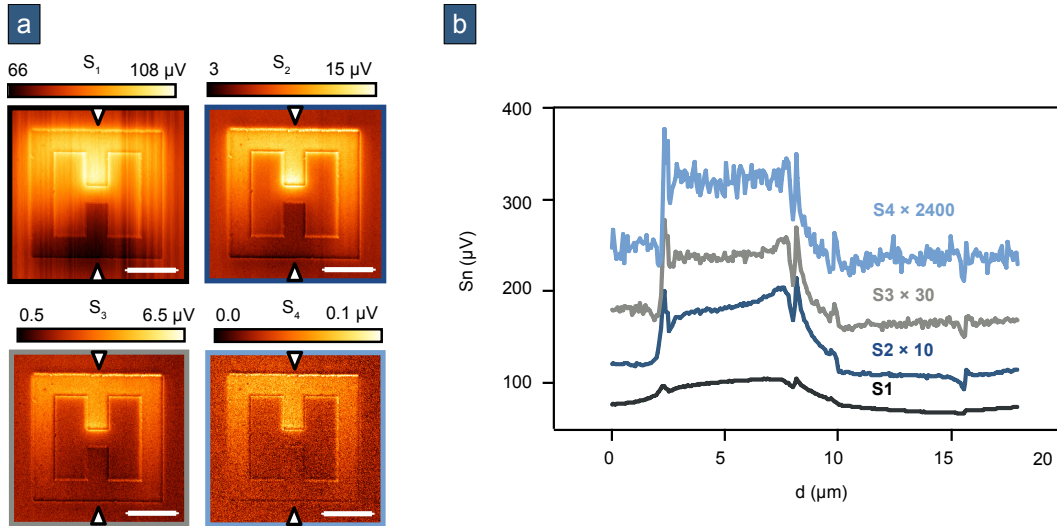 a
66 S₁ 108 µV
3 S₂ 15 µV
0.5 S₃ 6.5 µV
0.0 S₄ 0.1 µV
b
400
300
200
100
Sn (µV)
S4 × 2400
S3 × 30
S2 × 10
S1
0 5 10 15 20
d (µm)